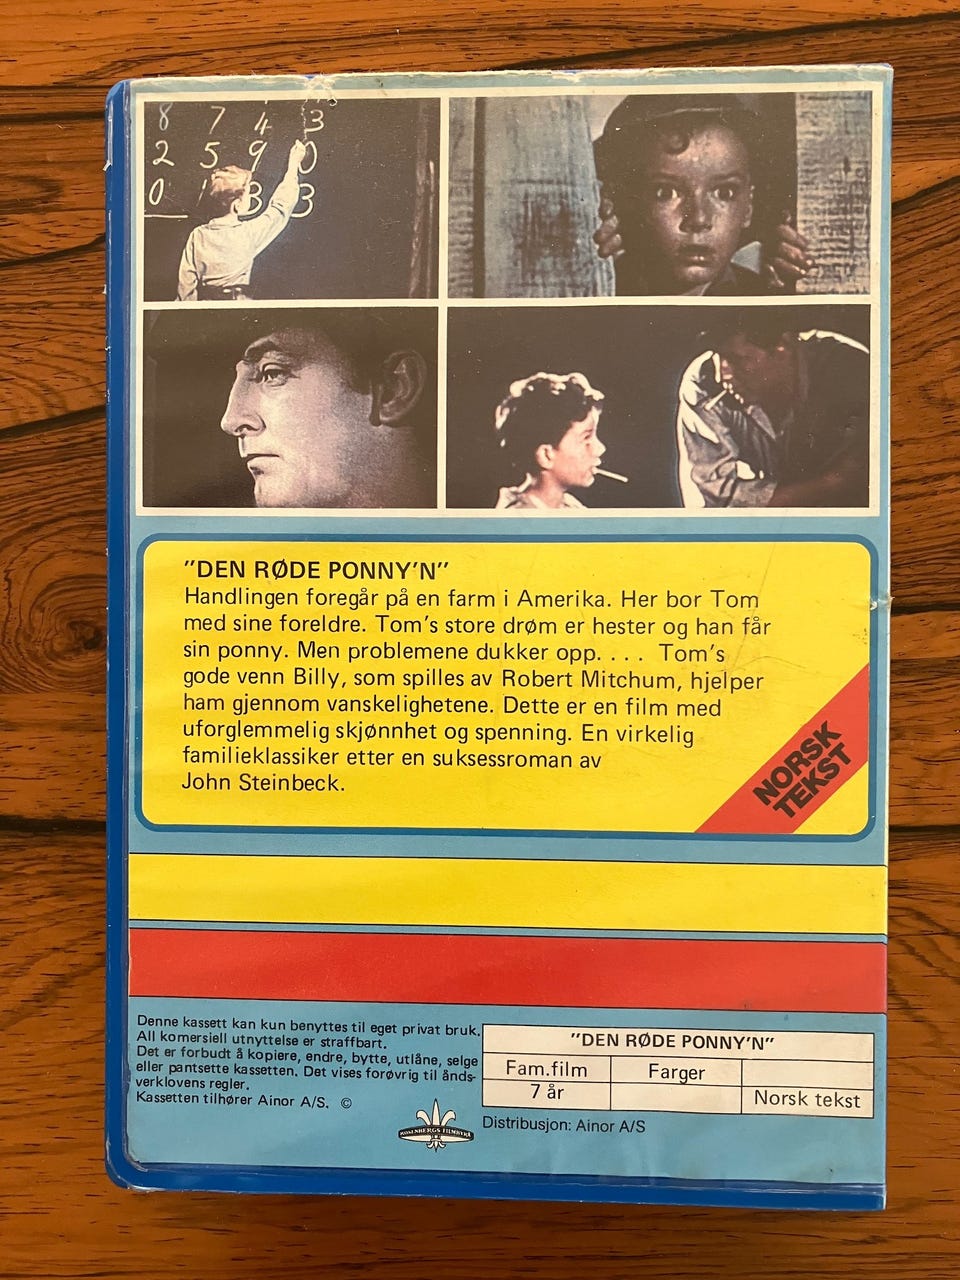 8 7 4 3
2 5 9 0
0 1 3 3
"DEN RØDE PONNY'N"
Handlingen foregår på en farm i Amerika. Her bor Tom
med sine foreldre. Tom's store drøm er hester og han får
sin ponny. Men problemene dukker opp. . . . Tom's
gode venn Billy, som spilles av Robert Mitchum, hjelper
ham gjennom vanskelighetene. Dette er en film med
uforglemmelig skjønnhet og spenning. En virkelig
familieklassiker etter en suksessroman av
John Steinbeck.
NORSK
TEKST
Denne kassett kan kun benyttes til eget privat bruk.
All komersiell utnyttelse er straffbart.
Det er forbudt å kopiere, endre, bytte, utlåne, selge
eller pantsette kassetten. Det vises forøvrig til ånds-
verklovens regler.
Kassetten tilhører Ainor A/S. ©
ROSENBERGS FILMBYRÅ
"DEN RØDE PONNY'N"
Fam.film Farger
7 år Norsk tekst
Distribusjon: Ainor A/S